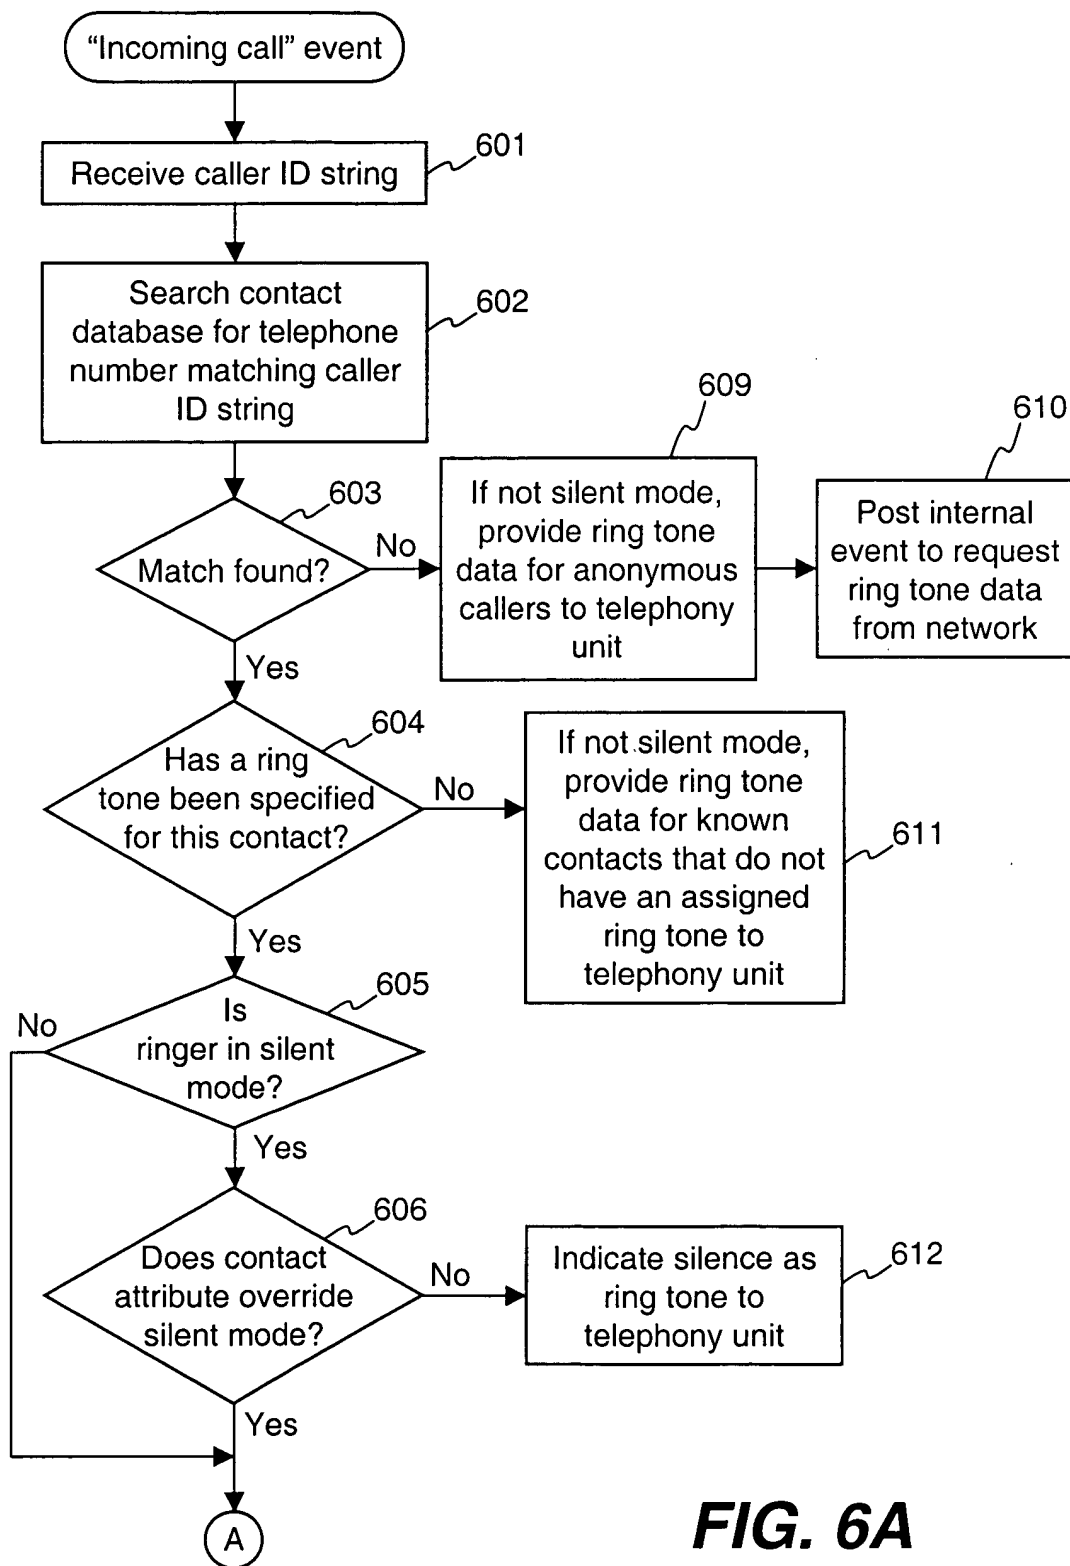 “Incoming call” event
Receive caller ID string
601
Search contact
database for telephone
number matching caller
ID string
602
603
Match found?
No
Yes
609
If not silent mode,
provide ring tone
data for anonymous
callers to telephony
unit
610
Post internal
event to request
ring tone data
from network
604
Has a ring
tone been specified
for this contact?
No
Yes
If not silent mode,
provide ring tone
data for known
contacts that do not
have an assigned
ring tone to
telephony unit
611
605
Is
ringer in silent
mode?
No
Yes
606
Does contact
attribute override
silent mode?
No
Yes
Indicate silence as
ring tone to
telephony unit
612
A
FIG. 6A